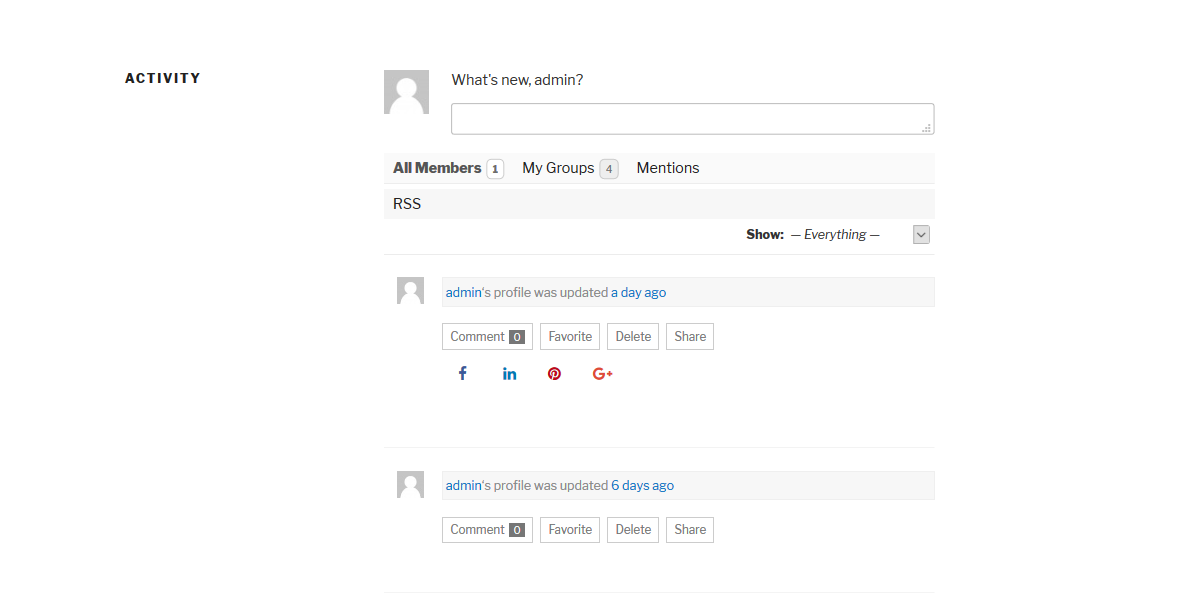 ACTIVITY
What's new, admin?
All Members 1 My Groups 4 Mentions
RSS
Show: — Everything —
admin‘s profile was updated a day ago
Comment 0 Favorite Delete Share
f in G+
admin‘s profile was updated 6 days ago
Comment 0 Favorite Delete Share